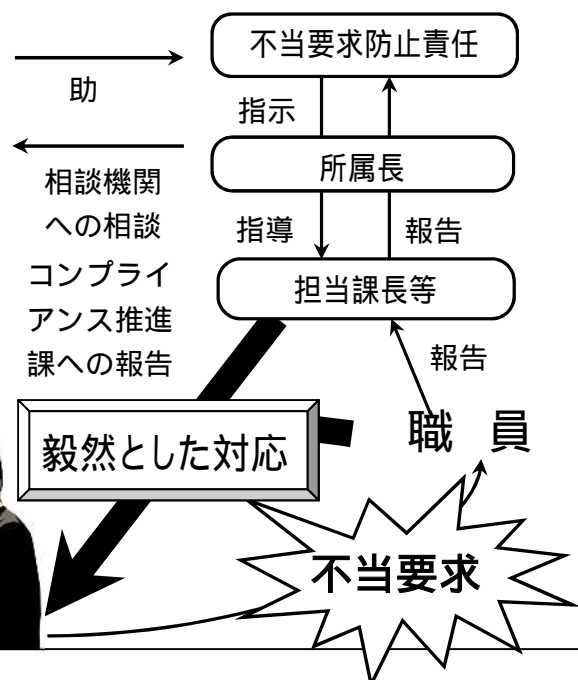 不当要求防止責任
助
指示
所属長
相談機関
への相談
コンプライ
アンス推進
課への報告
指導
報告
担当課長等
報告
職 員
毅然とした対応
不当要求